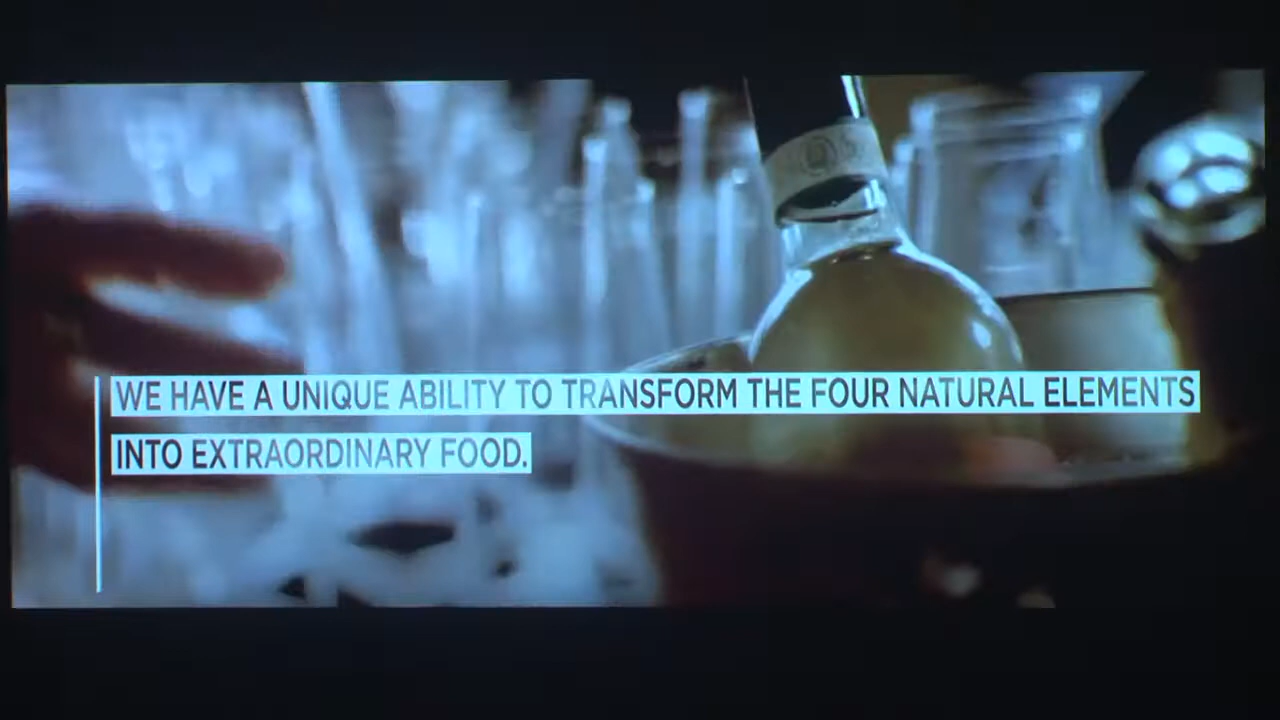 WE HAVE A UNIQUE ABILITY TO TRANSFORM THE FOUR NATURAL ELEMENTS
INTO EXTRAORDINARY FOOD.